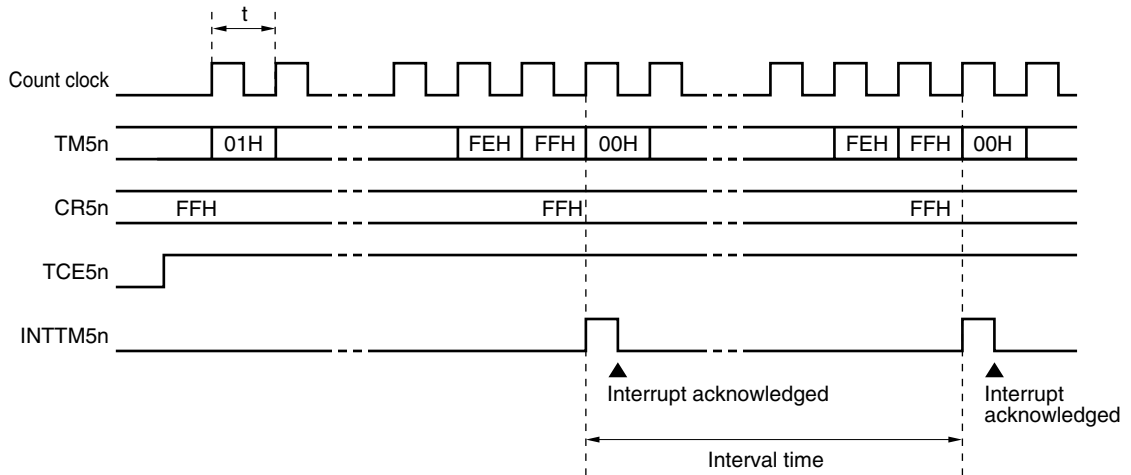 t
Count clock
TM5n
01H
FEH
FFH
00H
FEH
FFH
00H
CR5n
FFH
FFH
FFH
TCE5n
INTTM5n
Interrupt acknowledged
Interrupt
acknowledged
Interval time